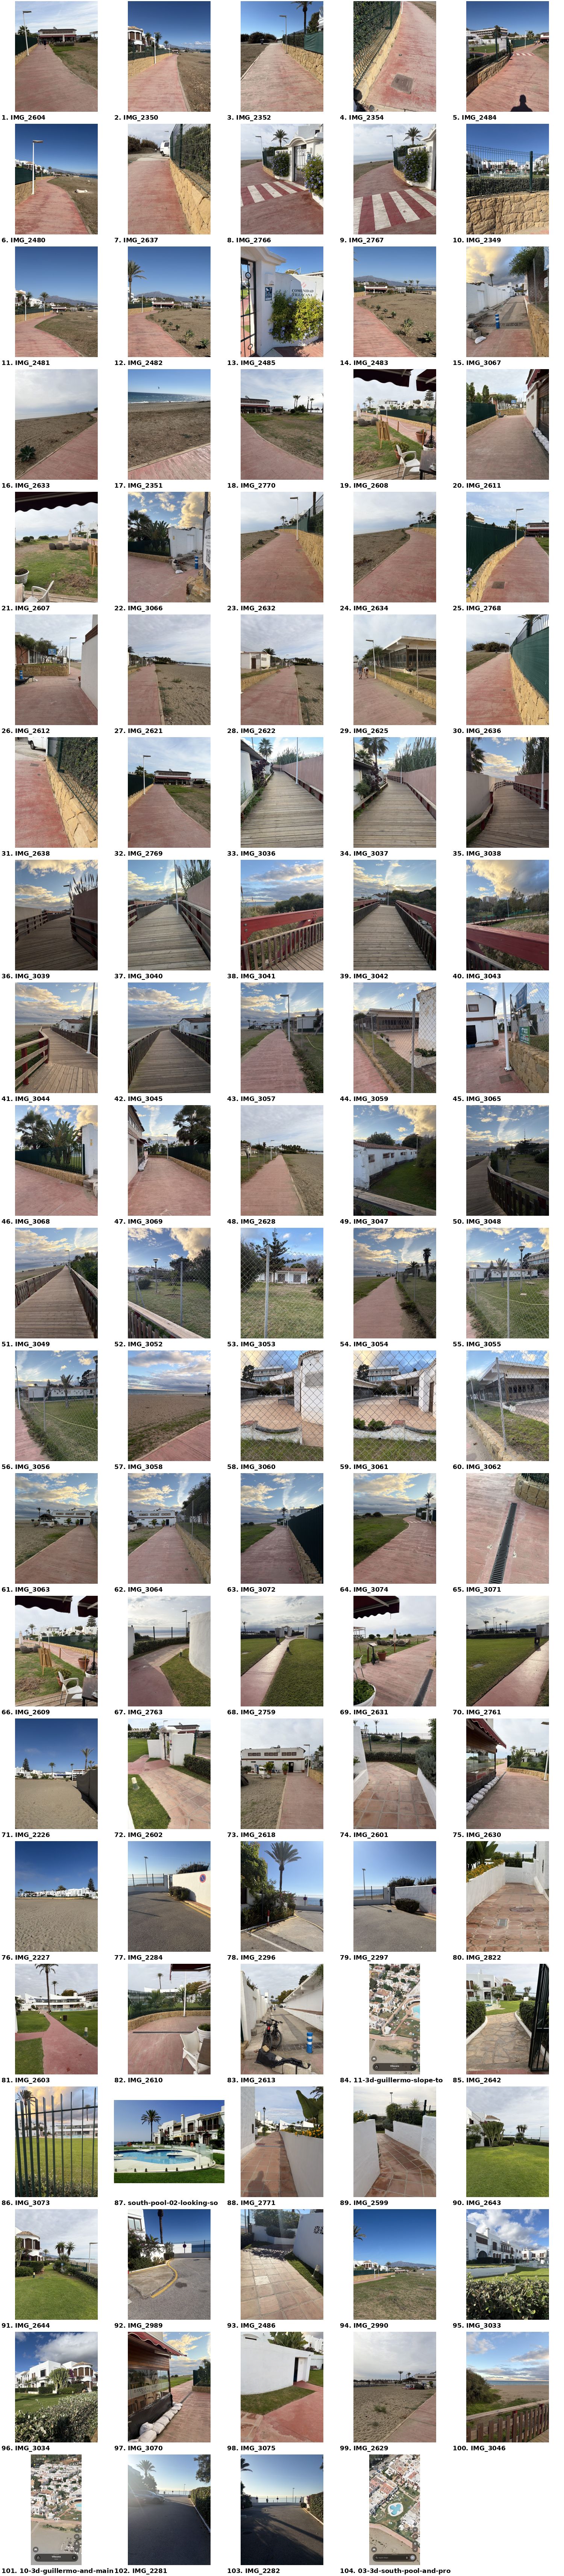 1. IMG_2604
2. IMG_2350
3. IMG_2352
4. IMG_2354
5. IMG_2484
6. IMG_2480
7. IMG_2637
8. IMG_2766
9. IMG_2767
10. IMG_2349
11. IMG_2481
12. IMG_2482
13. IMG_2485
14. IMG_2483
15. IMG_3067
16. IMG_2633
17. IMG_2351
18. IMG_2770
19. IMG_2608
20. IMG_2611
21. IMG_2607
22. IMG_3066
23. IMG_2632
24. IMG_2634
25. IMG_2768
26. IMG_2612
27. IMG_2621
28. IMG_2622
29. IMG_2625
30. IMG_2636
31. IMG_2638
32. IMG_2769
33. IMG_3036
34. IMG_3037
35. IMG_3038
36. IMG_3039
37. IMG_3040
38. IMG_3041
39. IMG_3042
40. IMG_3043
41. IMG_3044
42. IMG_3045
43. IMG_3057
44. IMG_3059
45. IMG_3065
46. IMG_3068
47. IMG_3069
48. IMG_2628
49. IMG_3047
50. IMG_3048
51. IMG_3049
52. IMG_3052
53. IMG_3053
54. IMG_3054
55. IMG_3055
56. IMG_3056
57. IMG_3058
58. IMG_3060
59. IMG_3061
60. IMG_3062
61. IMG_3063
62. IMG_3064
63. IMG_3072
64. IMG_3074
65. IMG_3071
66. IMG_2609
67. IMG_2763
68. IMG_2759
69. IMG_2631
70. IMG_2761
71. IMG_2226
72. IMG_2602
73. IMG_2618
74. IMG_2601
75. IMG_2630
76. IMG_2227
77. IMG_2284
78. IMG_2296
79. IMG_2297
80. IMG_2822
81. IMG_2603
82. IMG_2610
83. IMG_2613
84. 11-3d-guillermo-slope-to
85. IMG_2642
86. IMG_3073
87. south-pool-02-looking-so
88. IMG_2771
89. IMG_2599
90. IMG_2643
91. IMG_2644
92. IMG_2989
93. IMG_2486
94. IMG_2990
95. IMG_3033
96. IMG_3034
97. IMG_3070
98. IMG_3075
99. IMG_2629
100. IMG_3046
101. 10-3d-guillermo-and-main
102. IMG_2281
103. IMG_2282
104. 03-3d-south-pool-and-pro